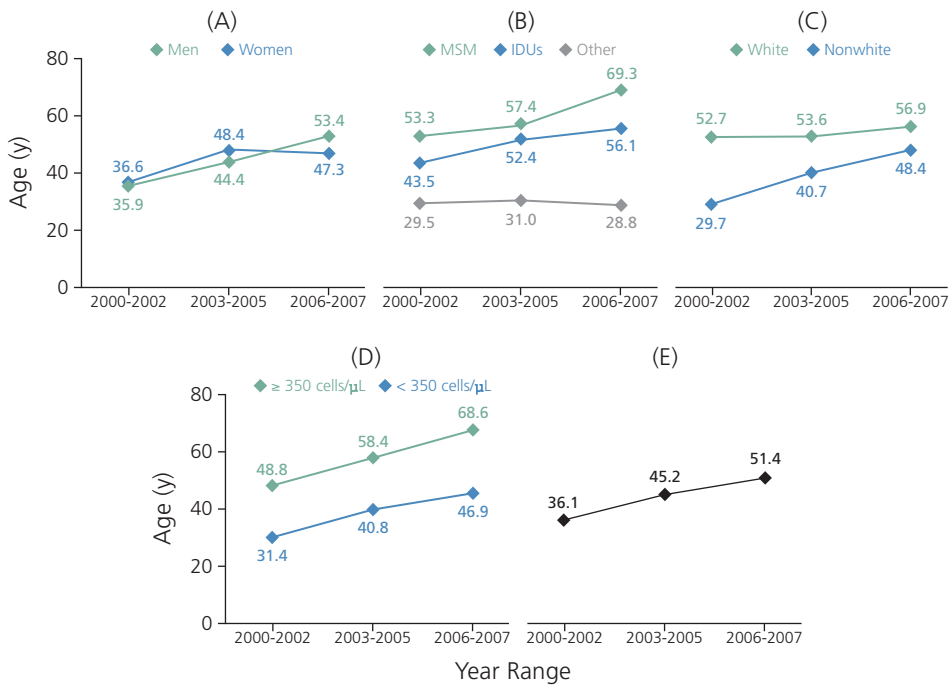 (A) (B) (C)
Men Women MSM IDUs Other White Nonwhite
80
60
40
20
0
Age (y)
36.6 48.4 53.4
35.9 44.4 47.3
53.3 57.4 69.3
43.5 52.4 56.1
29.5 31.0 28.8
52.7 53.6 56.9
29.7 40.7 48.4
2000-2002 2003-2005 2006-2007 2000-2002 2003-2005 2006-2007 2000-2002 2003-2005 2006-2007
(D) (E)
≥ 350 cells/µL < 350 cells/µL
80
60
40
20
0
Age (y)
48.8 58.4 68.6
31.4 40.8 46.9
36.1 45.2 51.4
2000-2002 2003-2005 2006-2007 2000-2002 2003-2005 2006-2007
Year Range